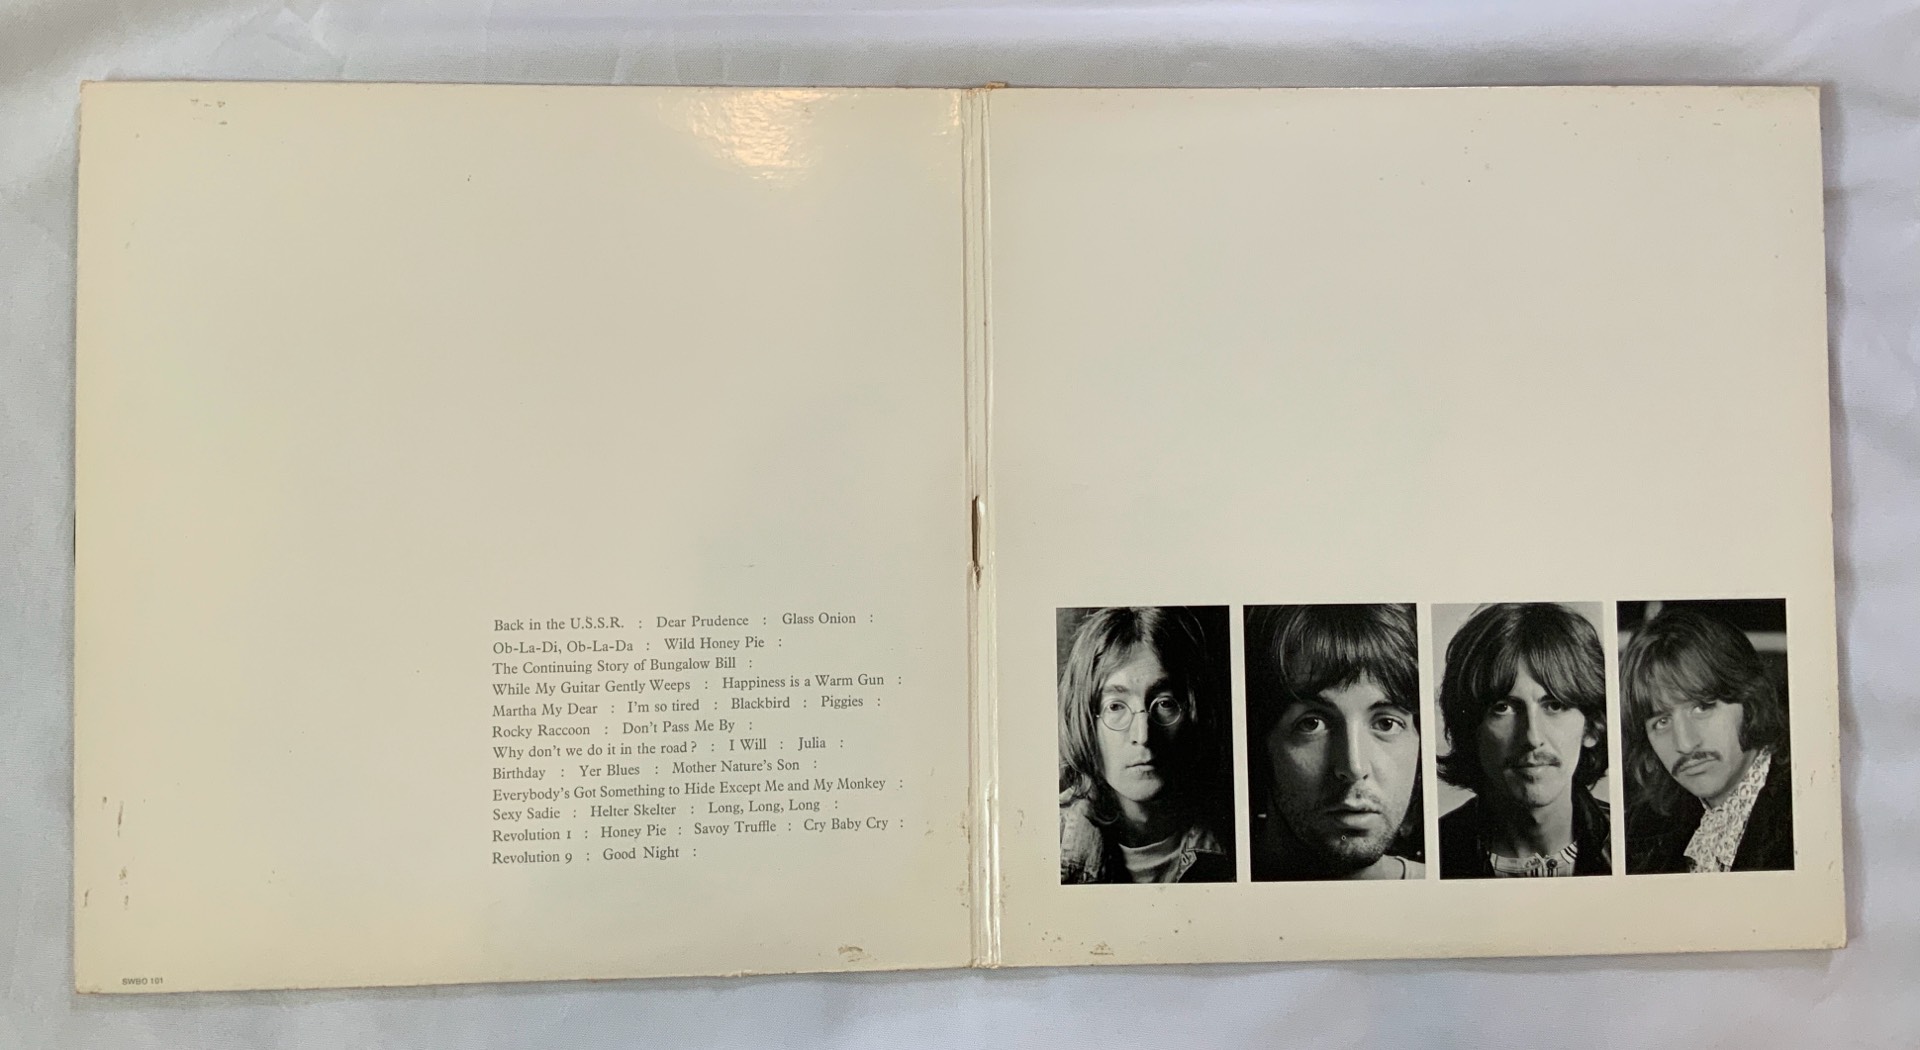 Back in the U.S.S.R. : Dear Prudence : Glass Onion :
Ob-La-Di, Ob-La-Da : Wild Honey Pie :
The Continuing Story of Bungalow Bill :
While My Guitar Gently Weeps : Happiness is a Warm Gun :
Martha My Dear : I'm so tired : Blackbird : Piggies :
Rocky Raccoon : Don't Pass Me By :
Why don't we do it in the road? : I Will : Julia :
Birthday : Yer Blues : Mother Nature's Son :
Everybody's Got Something to Hide Except Me and My Monkey :
Sexy Sadie : Helter Skelter : Long, Long, Long :
Revolution 1 : Honey Pie : Savoy Truffle : Cry Baby Cry :
Revolution 9 : Good Night :
SWBO 101